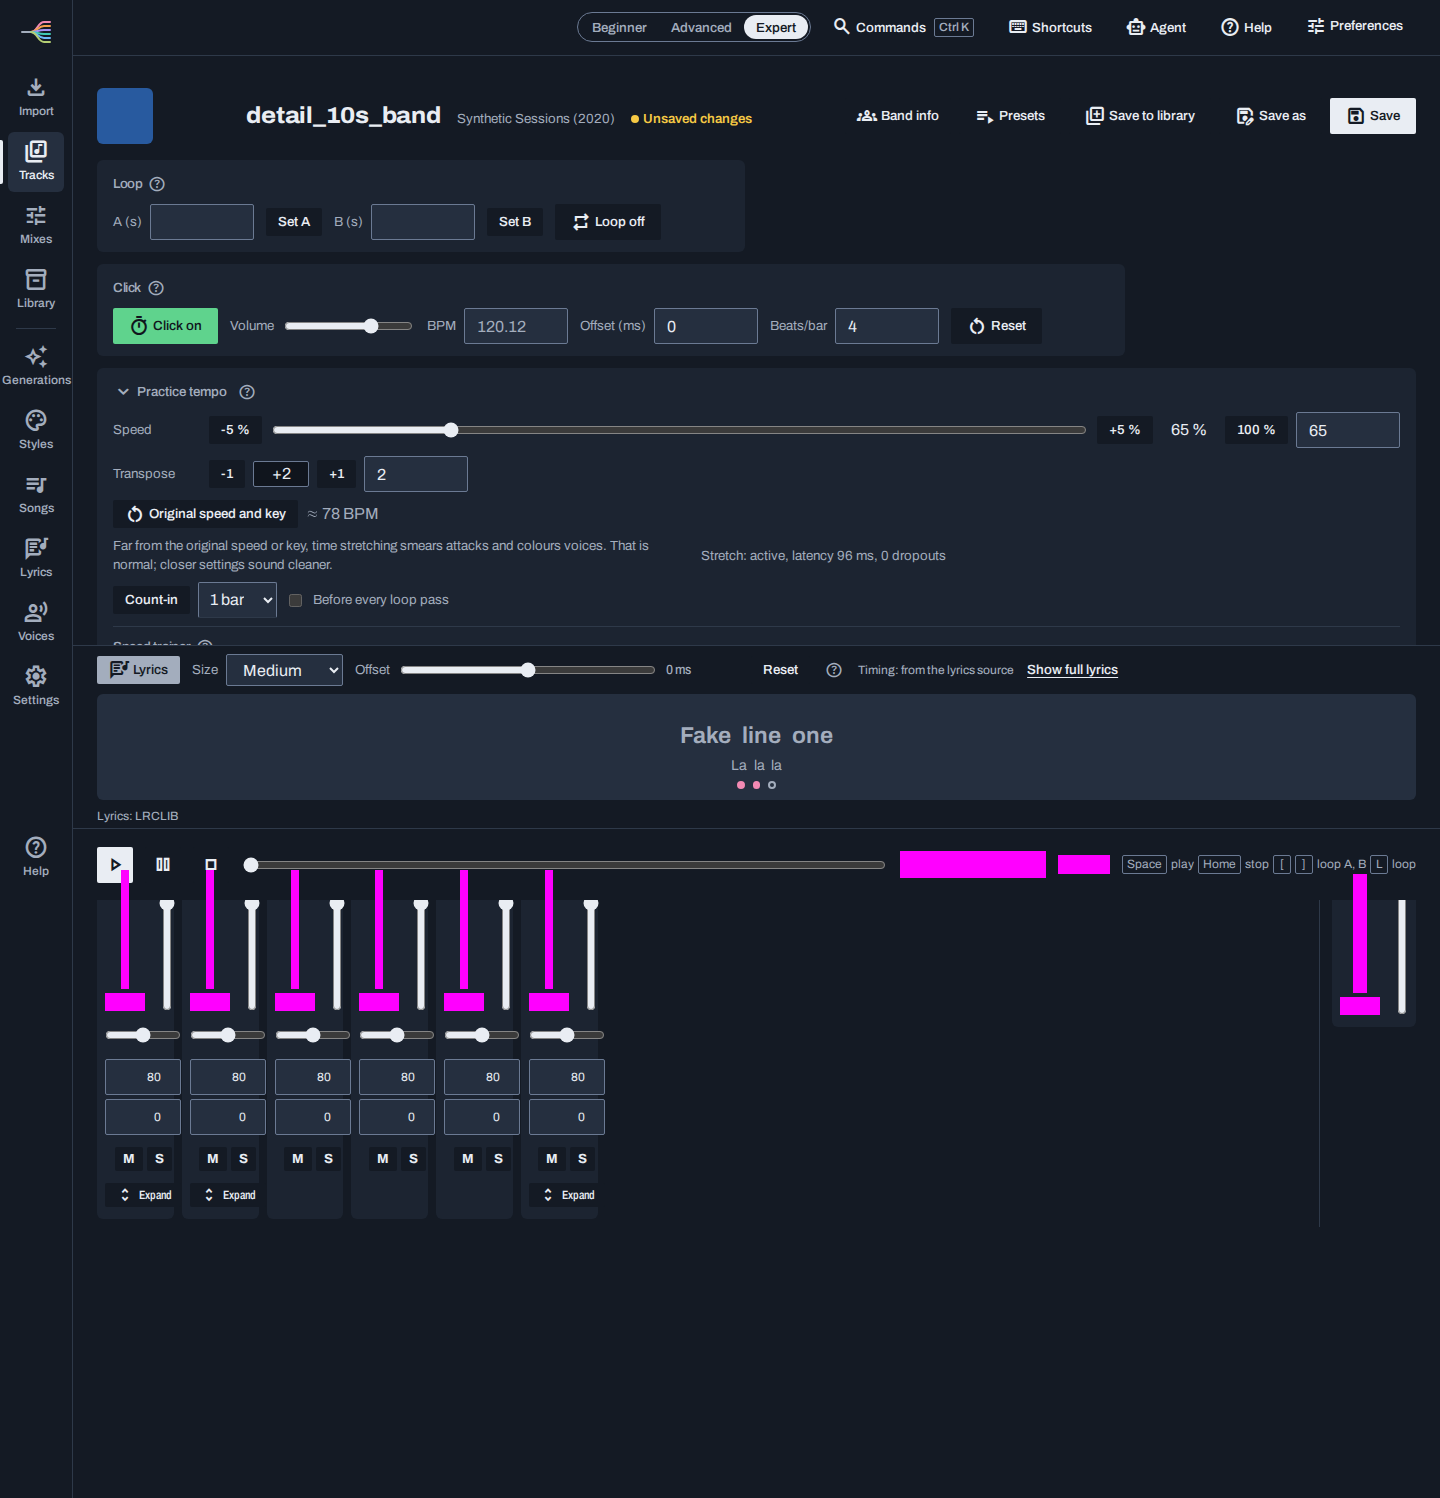 Beginner Advanced Expert Commands Ctrl K Shortcuts Agent Help Preferences
Import
Tracks
Mixes
Library
Generations
Styles
Songs
Lyrics
Voices
Settings
Help
detail_10s_band Synthetic Sessions (2020) Unsaved changes Band info Presets Save to library Save as Save
Loop
A (s) Set A B (s) Set B Loop off
Click
Click on Volume BPM 120.12 Offset (ms) 0 Beats/bar 4 Reset
Practice tempo
Speed -5 % +5 % 65 % 100 % 65
Transpose -1 +2 +1 2
Original speed and key ≈ 78 BPM
Far from the original speed or key, time stretching smears attacks and colours voices. That is
normal; closer settings sound cleaner.
Stretch: active, latency 96 ms, 0 dropouts
Count-in 1 bar Before every loop pass
Lyrics Size Medium Offset 0 ms Reset Timing: from the lyrics source Show full lyrics
Fake line one
La la la
Lyrics: LRCLIB
Space play Home stop [ ] loop A, B L loop
80 80 80 80 80 80
0 0 0 0 0 0
M S M S M S M S M S M S
Expand Expand Expand